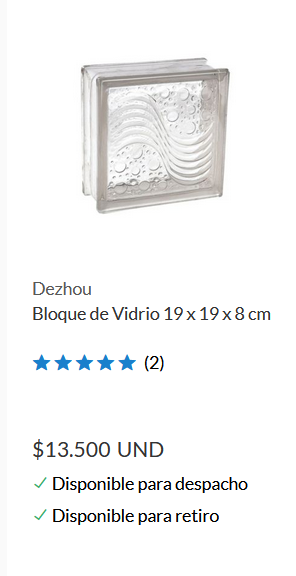 Dezhou
Bloque de Vidrio 19 x 19 x 8 cm
(2)
$13.500 UND
Disponible para despacho
Disponible para retiro